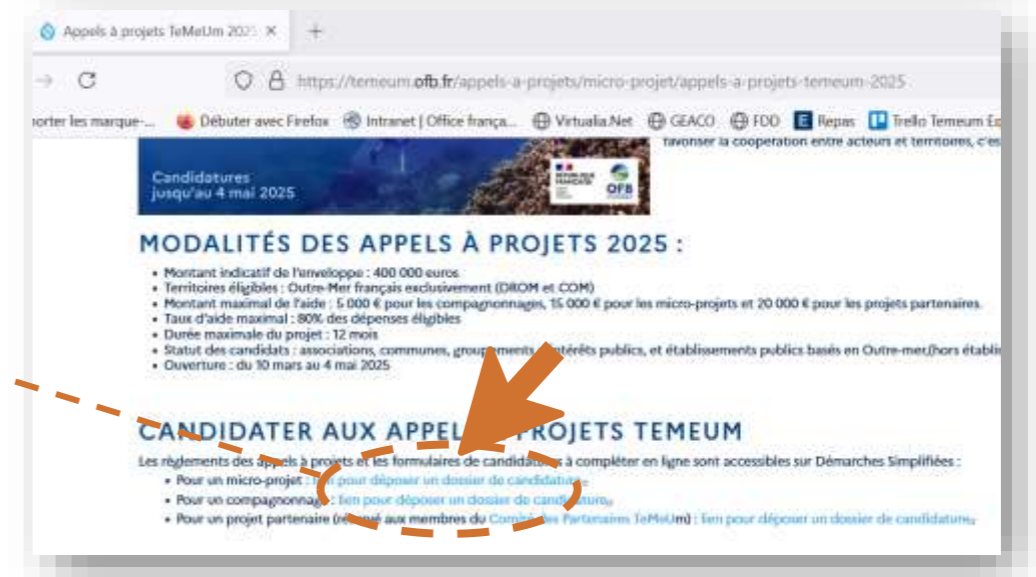 Appels à projets TeMeUm 2025
https://temeum.ofb.fr/appels-a-projets/micro-projet/appels-a-projets-temeum-2025
orter les marque-... Débuter avec Firefox Intranet | Office frança... Virtualia.Net GEACO FDD Repas Trello Temeum
favoriser la coopération entre acteurs et territoires, c'es
Candidatures
jusqu'au 4 mai 2025
RÉPUBLIQUE
FRANÇAISE
OFB
MODALITÉS DES APPELS À PROJETS 2025 :
• Montant indicatif de l'enveloppe : 400 000 euros
• Territoires éligibles : Outre-Mer français exclusivement (DROM et COM)
• Montant maximal de l'aide : 5 000 € pour les compagnonnages, 15 000 € pour les micro-projets et 20 000 € pour les projets partenaires.
• Taux d'aide maximal : 80% des dépenses éligibles
• Durée maximale du projet : 12 mois
• Statut des candidats : associations, communes, groupements intérêts publics, et établissements publics basés en Outre-mer/(hors établi
• Ouverture : du 10 mars au 4 mai 2025
CANDIDATER AUX APPEL PROJETS TEMEUM
Les règlements des appels à projets et les formulaires de candidatures à compléter en ligne sont accessibles sur Démarches Simplifiées :
• Pour un micro-projet : lien pour déposer un dossier de candidature
• Pour un compagnonnage : lien pour déposer un dossier de candidature
• Pour un projet partenaire (réservé aux membres du Comité des Partenaires TeMeUm) : lien pour déposer un dossier de candidature